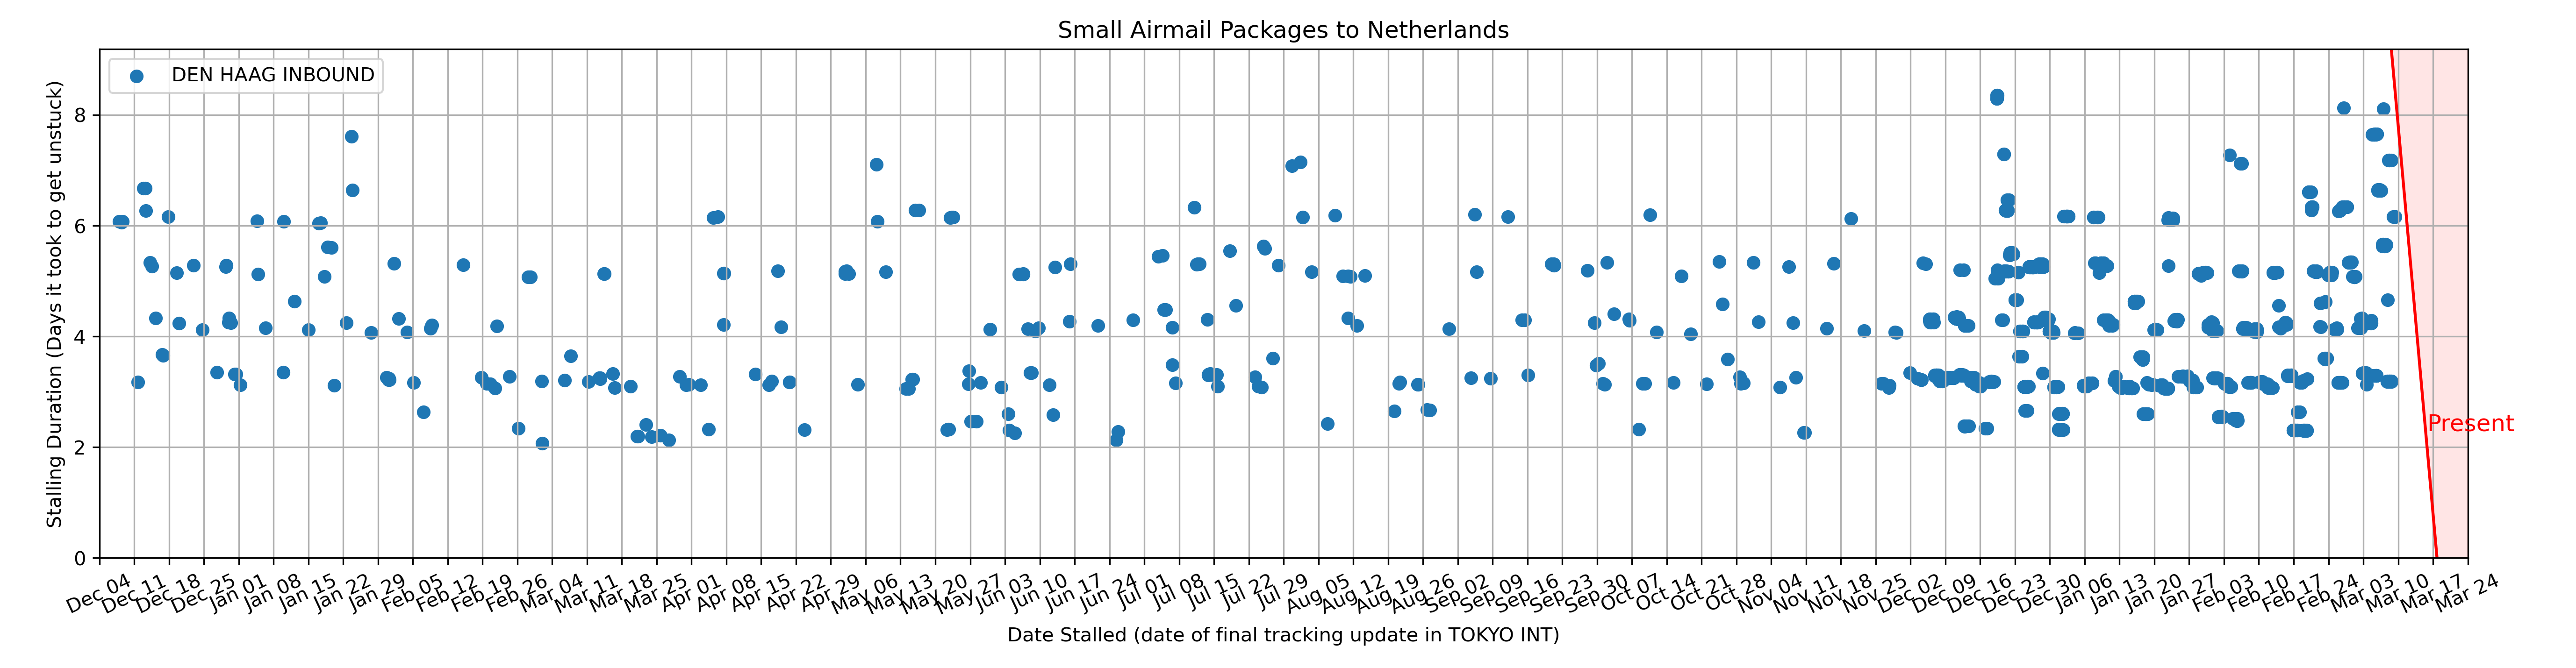 Small Airmail Packages to Netherlands
DEN HAAG INBOUND
Stalling Duration (Days it took to get unstuck)
8
6
4
2
0
Present
Dec 04
Dec 11
Dec 18
Dec 25
Jan 01
Jan 08
Jan 15
Jan 22
Jan 29
Feb 05
Feb 12
Feb 19
Feb 26
Mar 04
Mar 11
Mar 18
Mar 25
Apr 01
Apr 08
Apr 15
Apr 22
Apr 29
May 06
May 13
May 20
May 27
Jun 03
Jun 10
Jun 17
Jun 24
Jul 01
Jul 08
Jul 15
Jul 22
Jul 29
Aug 05
Aug 12
Aug 19
Aug 26
Sep 02
Sep 09
Sep 16
Sep 23
Sep 30
Oct 07
Oct 14
Oct 21
Oct 28
Nov 04
Nov 11
Nov 18
Nov 25
Dec 02
Dec 09
Dec 16
Dec 23
Dec 30
Jan 06
Jan 13
Jan 20
Jan 27
Feb 03
Feb 10
Feb 17
Feb 24
Mar 03
Mar 10
Mar 17
Mar 24
Date Stalled (date of final tracking update in TOKYO INT)